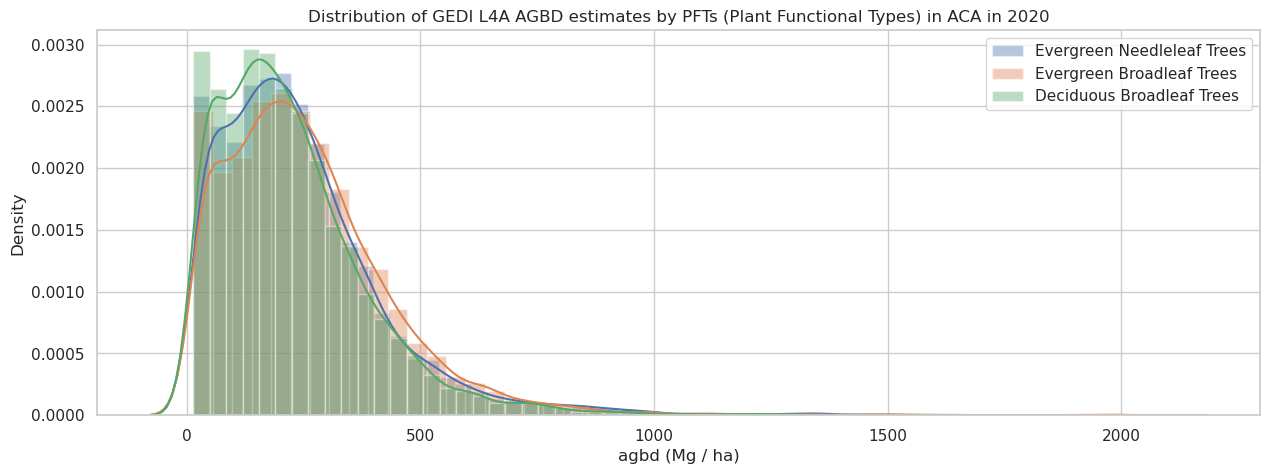 Distribution of GEDI L4A AGBD estimates by PFTs (Plant Functional Types) in ACA in 2020
Evergreen Needleleaf Trees
Evergreen Broadleaf Trees
Deciduous Broadleaf Trees
Density
0.0030
0.0025
0.0020
0.0015
0.0010
0.0005
0.0000
0 500 1000 1500 2000
agbd (Mg / ha)